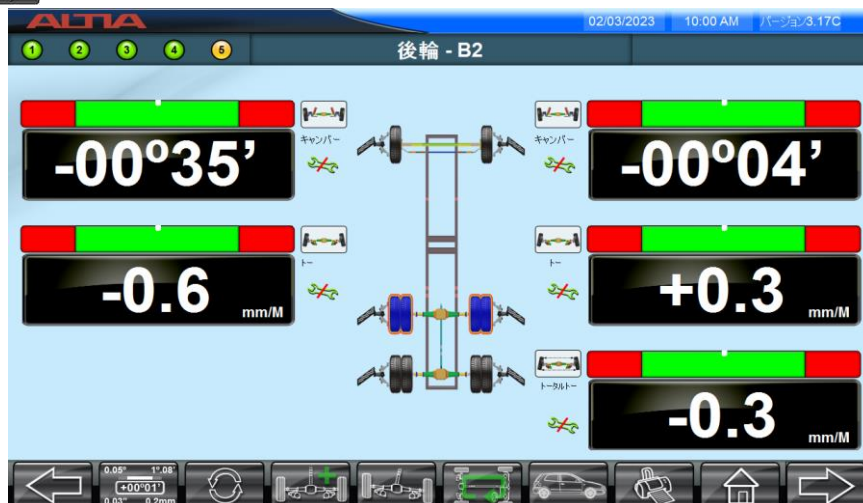 ALTIA
02/03/2023 10:00 AM バージョン3.17C
1 2 3 4 5
後輪 - B2
キャンバー
-00º35’
キャンバー
-00º04’
トー
-0.6 mm/M
トー
+0.3 mm/M
トータルトー
-0.3 mm/M
0.05° 1°.08'
+00°01'
0.03" 0.2mm